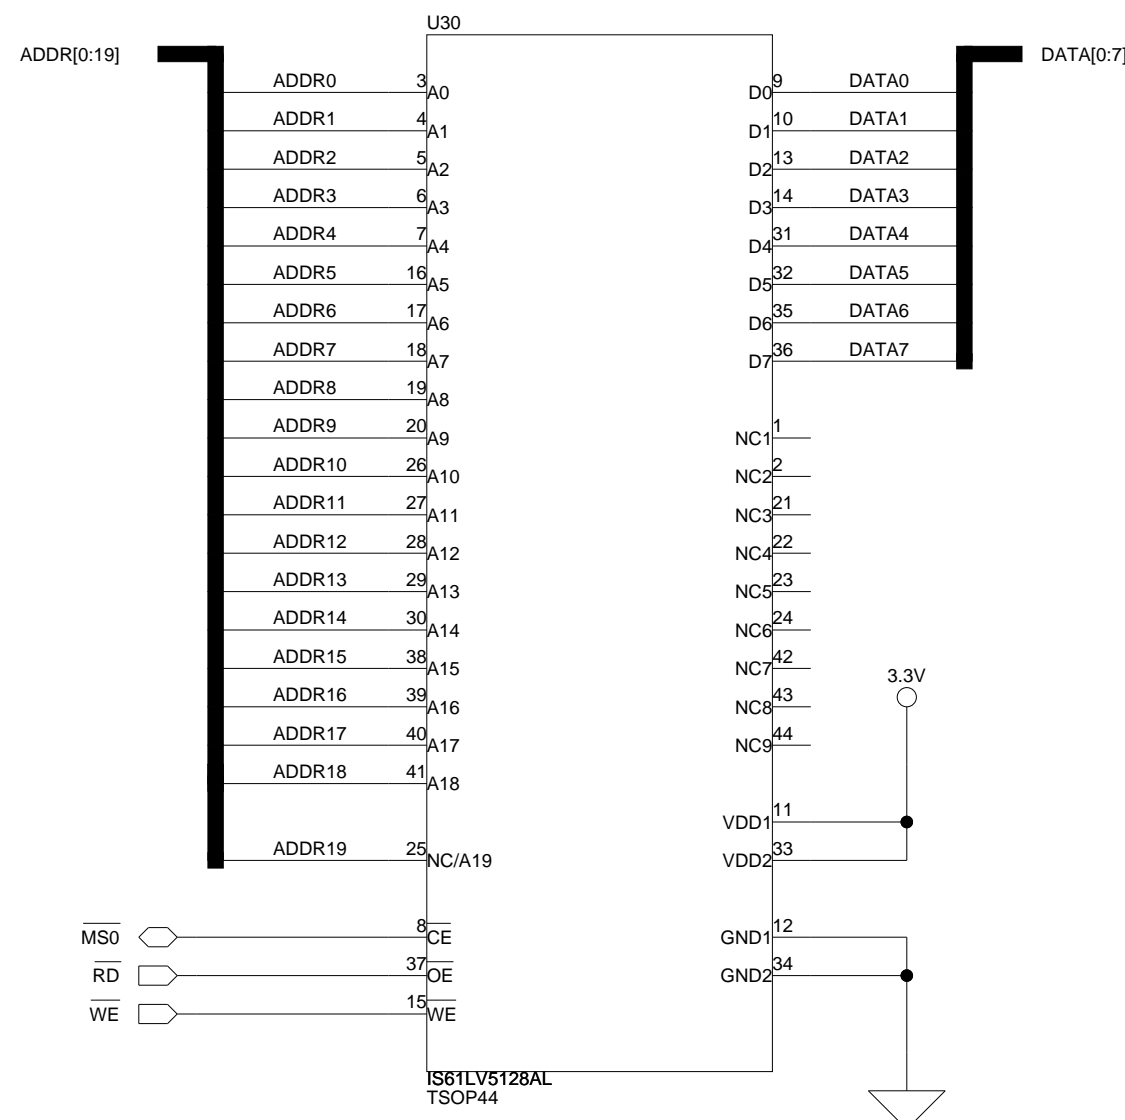 U30
ADDR[0:19] DATA[0:7]
ADDR0 3 A0 D0 9 DATA0
ADDR1 4 A1 D1 10 DATA1
ADDR2 5 A2 D2 13 DATA2
ADDR3 6 A3 D3 14 DATA3
ADDR4 7 A4 D4 31 DATA4
ADDR5 16 A5 D5 32 DATA5
ADDR6 17 A6 D6 35 DATA6
ADDR7 18 A7 D7 36 DATA7
ADDR8 19 A8
ADDR9 20 A9 NC1 1
ADDR10 26 A10 NC2 2
ADDR11 27 A11 NC3 21
ADDR12 28 A12 NC4 22
ADDR13 29 A13 NC5 23
ADDR14 30 A14 NC6 24
ADDR15 38 A15 NC7 42
3.3V
ADDR16 39 A16 NC8 43
ADDR17 40 A17 NC9 44
ADDR18 41 A18
VDD1 11
ADDR19 25 NC/A19 VDD2 33
MS0 8 CE GND1 12
RD 37 OE GND2 34
WE 15 WE
IS61LV5128AL
TSOP44